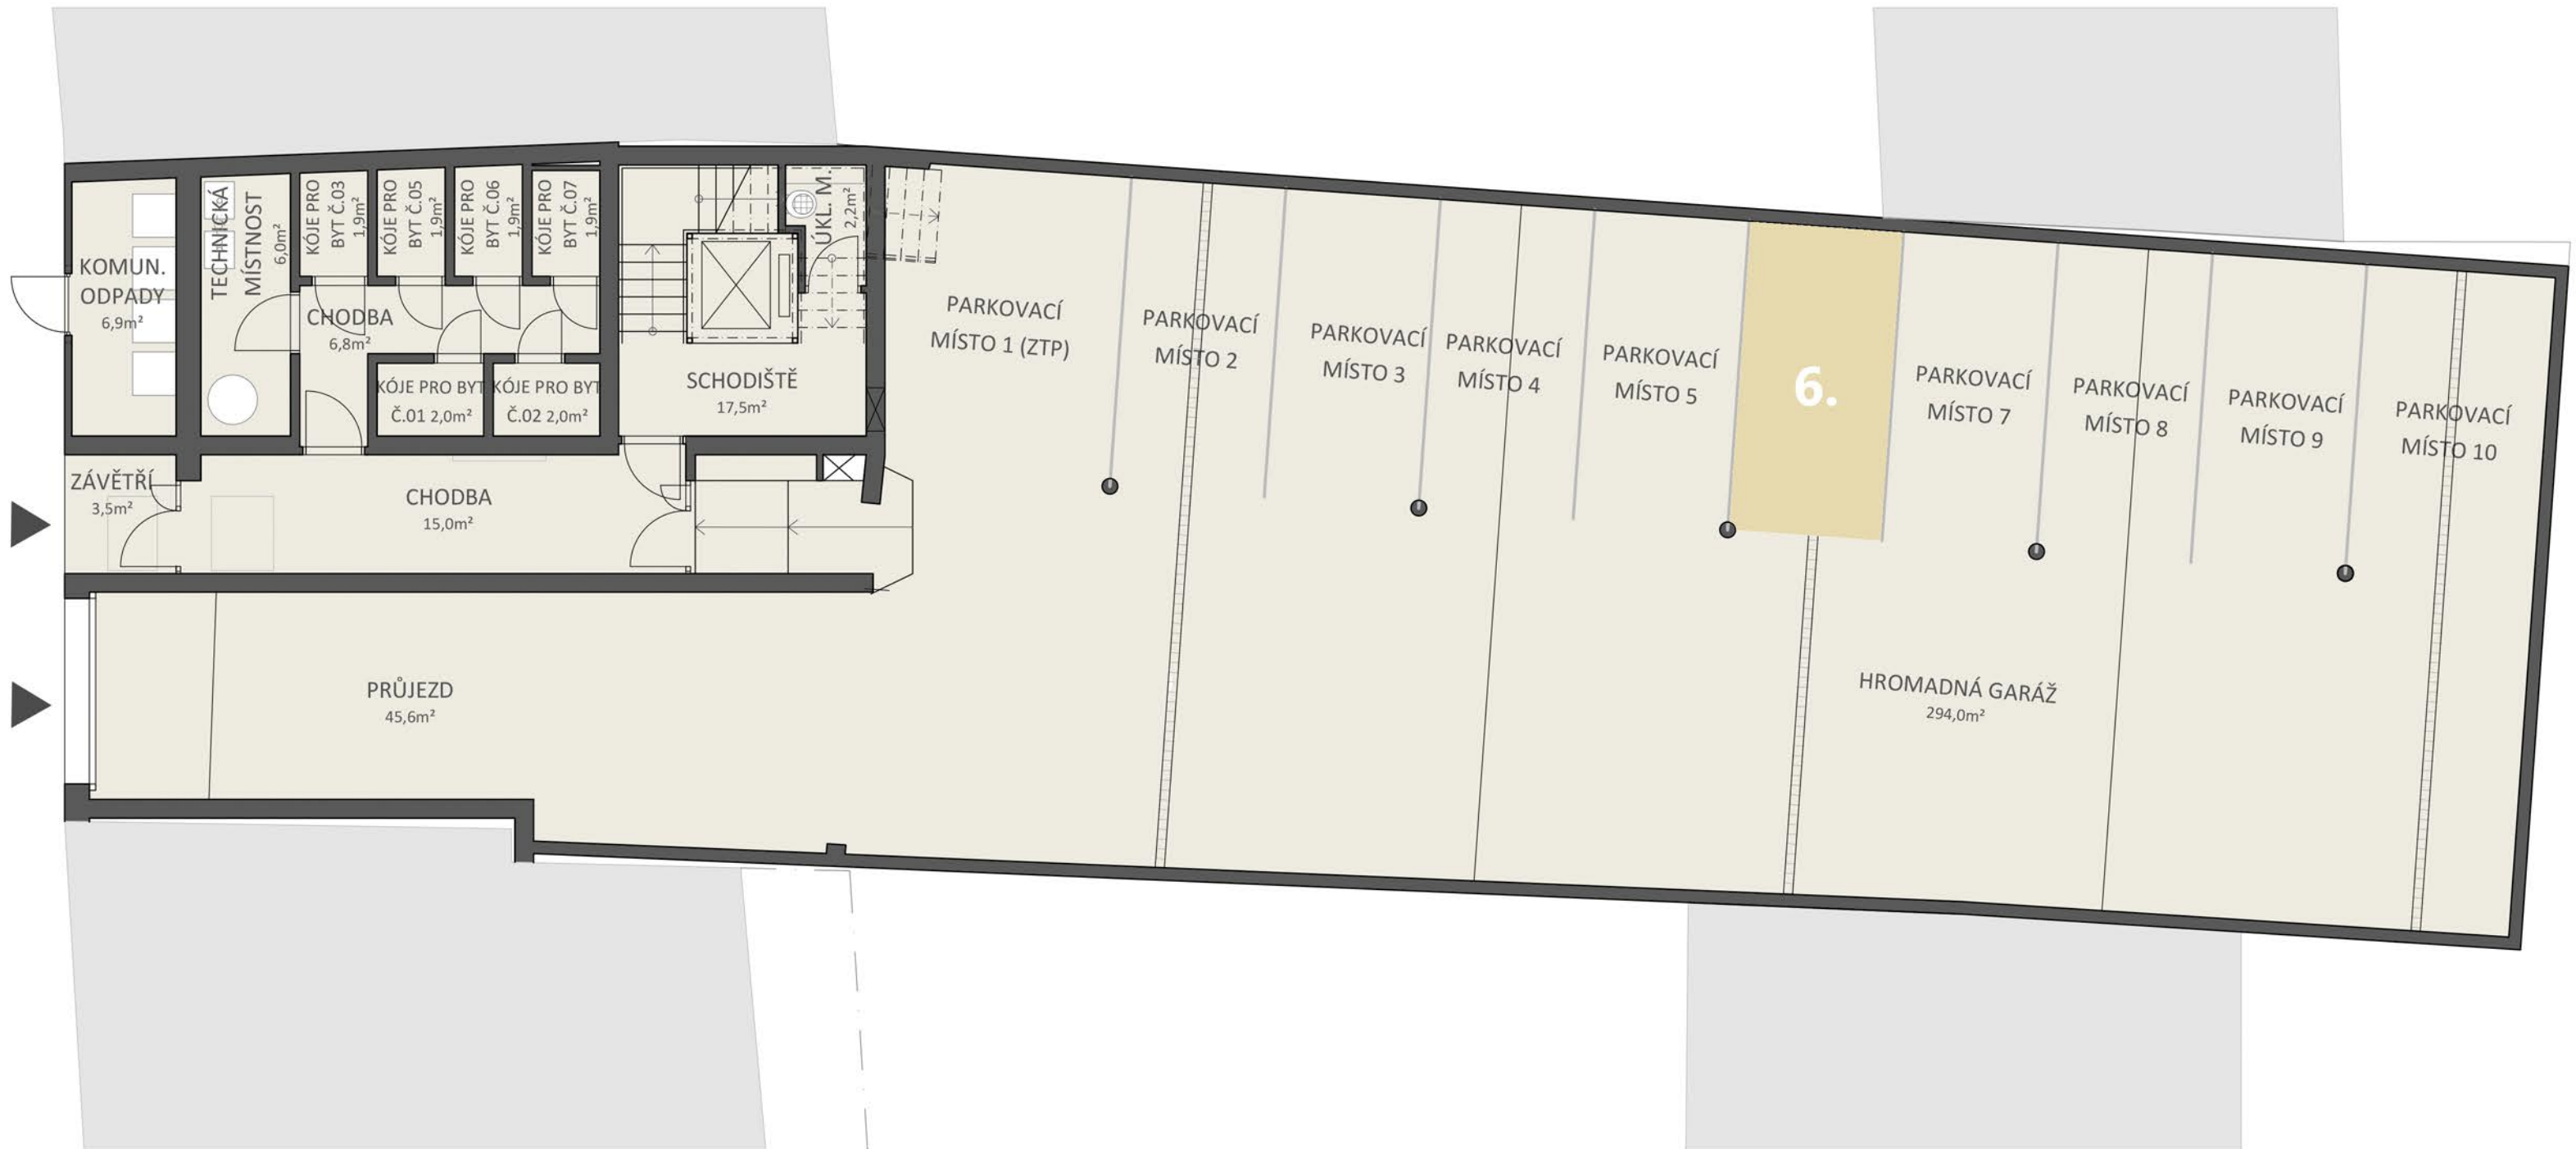 KOMUN.
ODPADY
6,9m²
TECHNICKÁ
MÍSTNOST
6,0m²
KÓJE PRO
BYT Č.03
1,9m²
KÓJE PRO
BYT Č.05
1,9m²
KÓJE PRO
BYT Č.06
1,9m²
KÓJE PRO
BYT Č.07
1,9m²
CHODBA
6,8m²
KÓJE PRO BYT
Č.01 2,0m²
KÓJE PRO BYT
Č.02 2,0m²
SCHODIŠTĚ
17,5m²
ÚKL. M.
2,2m²
ZÁVĚTŘÍ
3,5m²
CHODBA
15,0m²
PRŮJEZD
45,6m²
PARKOVACÍ
MÍSTO 1 (ZTP)
PARKOVACÍ
MÍSTO 2
PARKOVACÍ
MÍSTO 3
PARKOVACÍ
MÍSTO 4
PARKOVACÍ
MÍSTO 5
6.
PARKOVACÍ
MÍSTO 7
PARKOVACÍ
MÍSTO 8
PARKOVACÍ
MÍSTO 9
PARKOVACÍ
MÍSTO 10
HROMADNÁ GARÁŽ
294,0m²